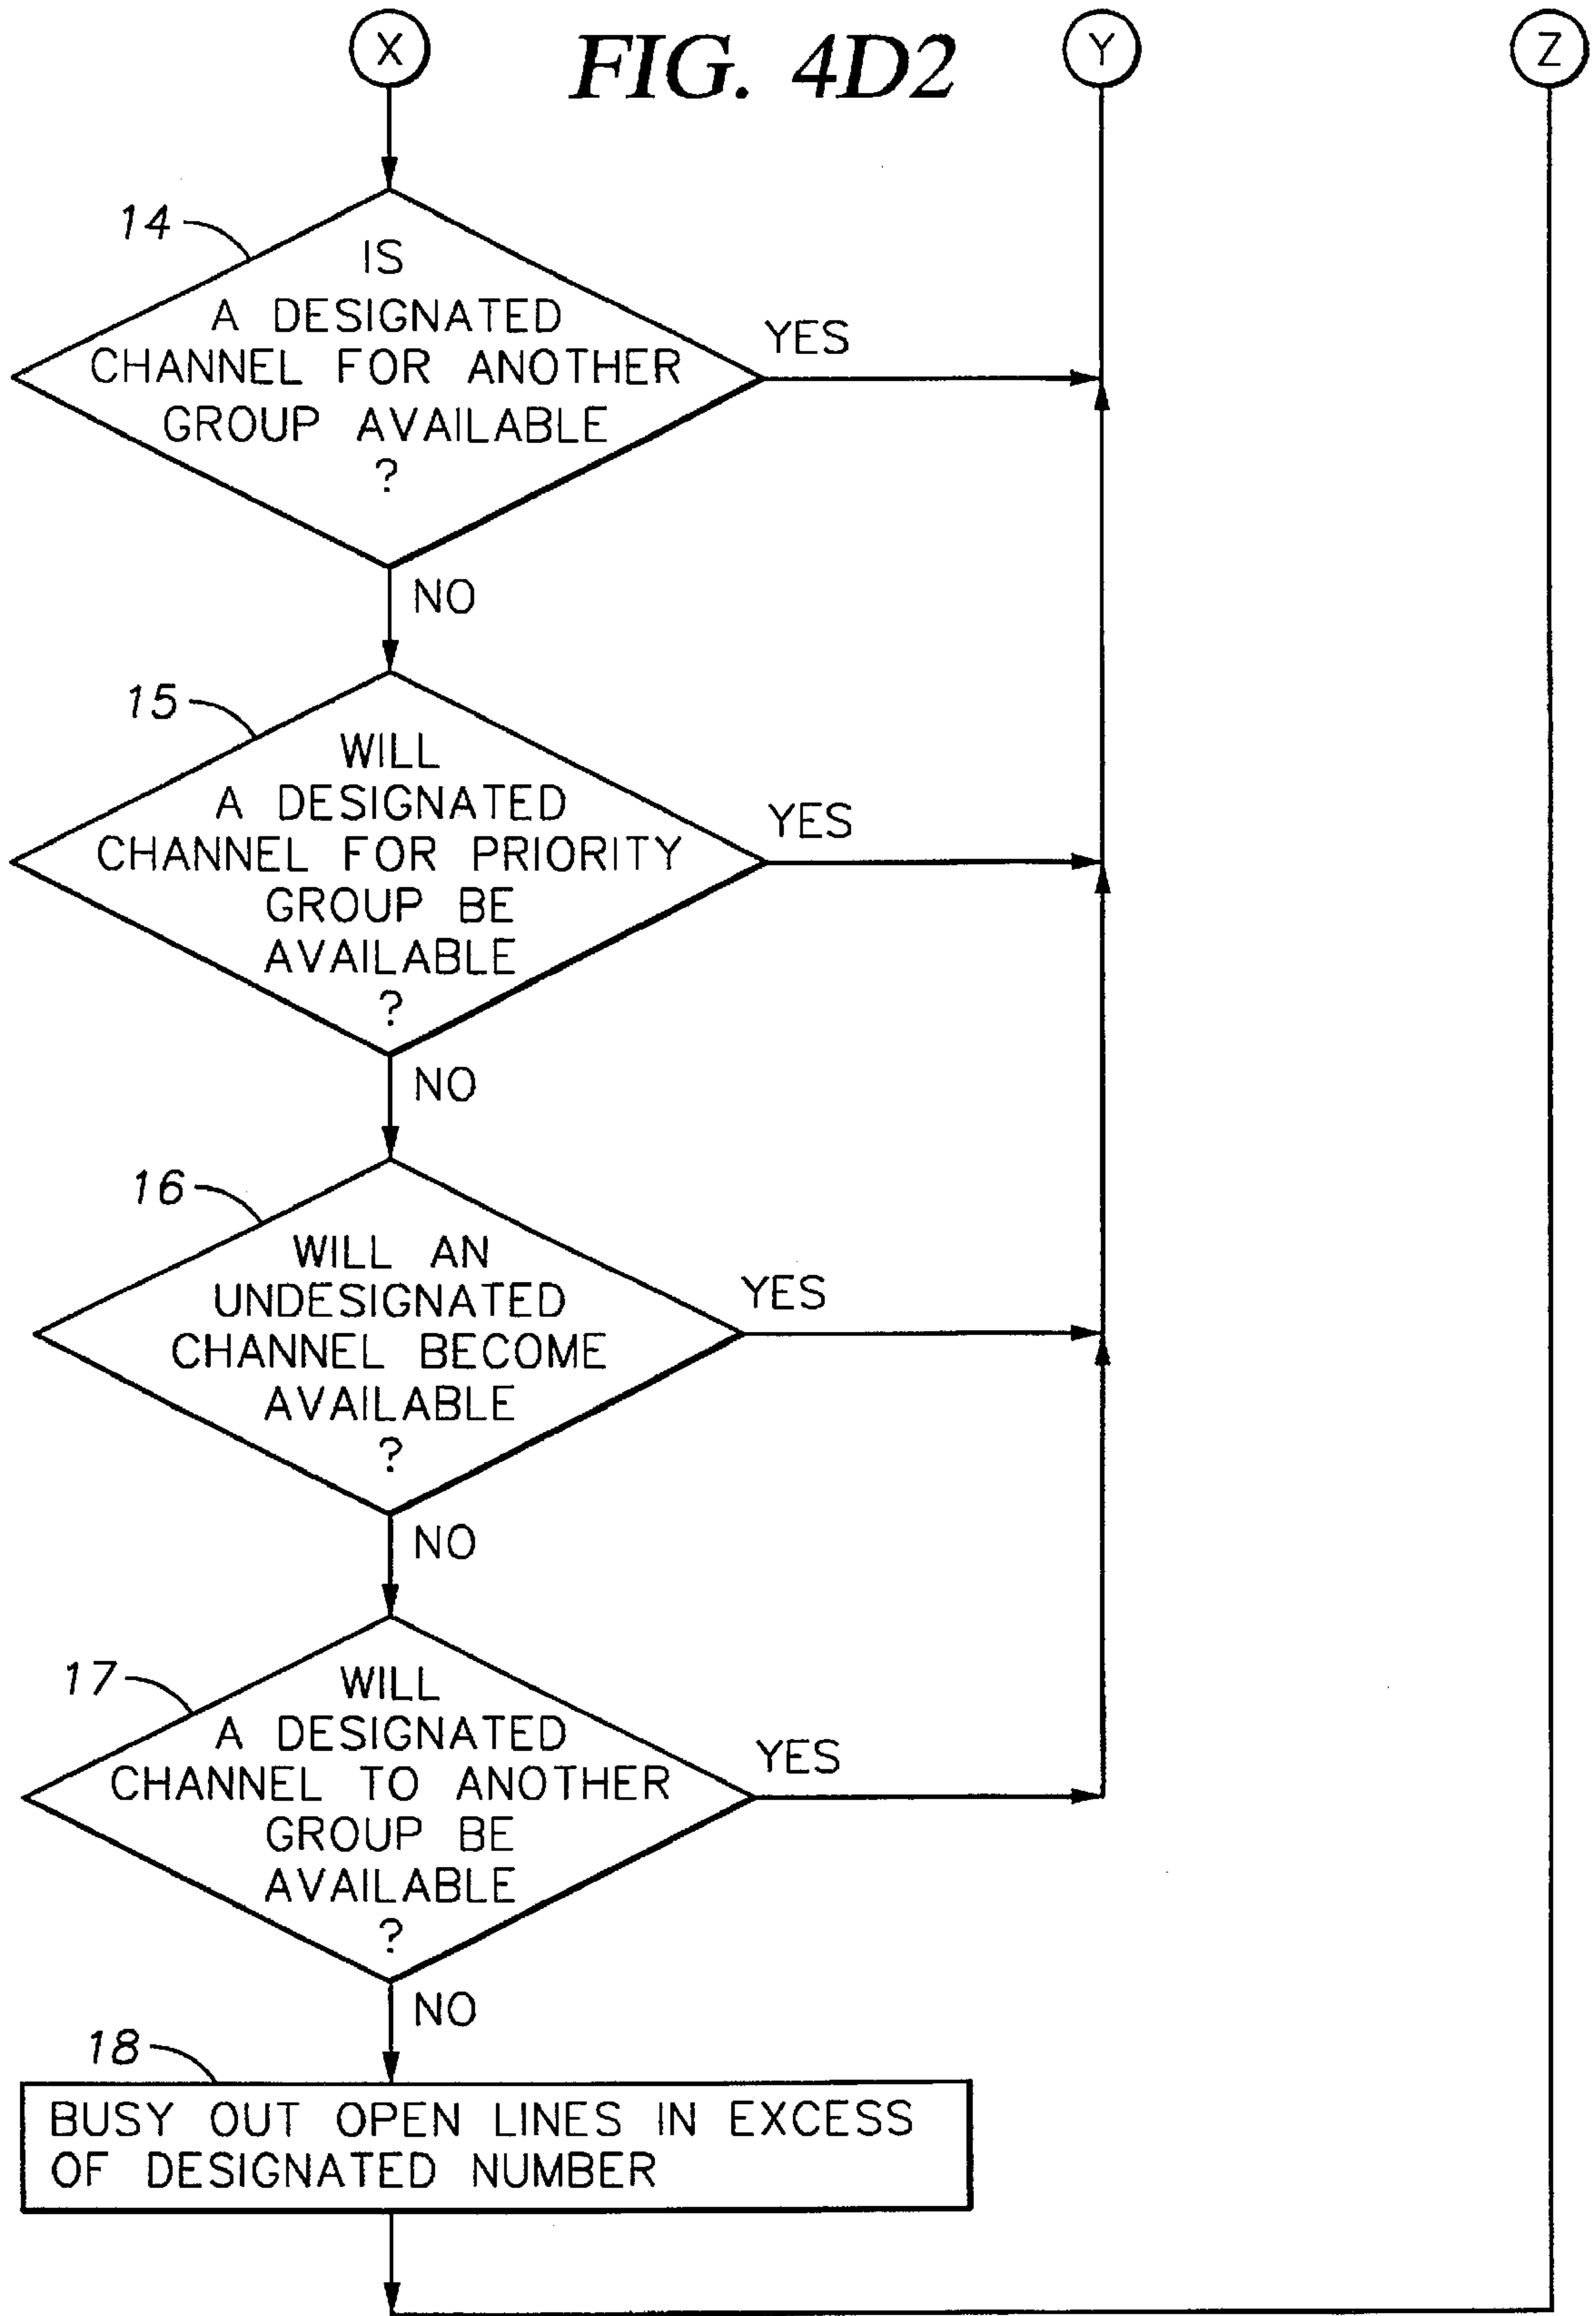 X
FIG. 4D2
Y
Z
14
IS
A DESIGNATED
CHANNEL FOR ANOTHER
GROUP AVAILABLE
?
YES
NO
15
WILL
A DESIGNATED
CHANNEL FOR PRIORITY
GROUP BE
AVAILABLE
?
YES
NO
16
WILL AN
UNDESIGNATED
CHANNEL BECOME
AVAILABLE
?
YES
NO
17
WILL
A DESIGNATED
CHANNEL TO ANOTHER
GROUP BE
AVAILABLE
?
YES
NO
18
BUSY OUT OPEN LINES IN EXCESS
OF DESIGNATED NUMBER